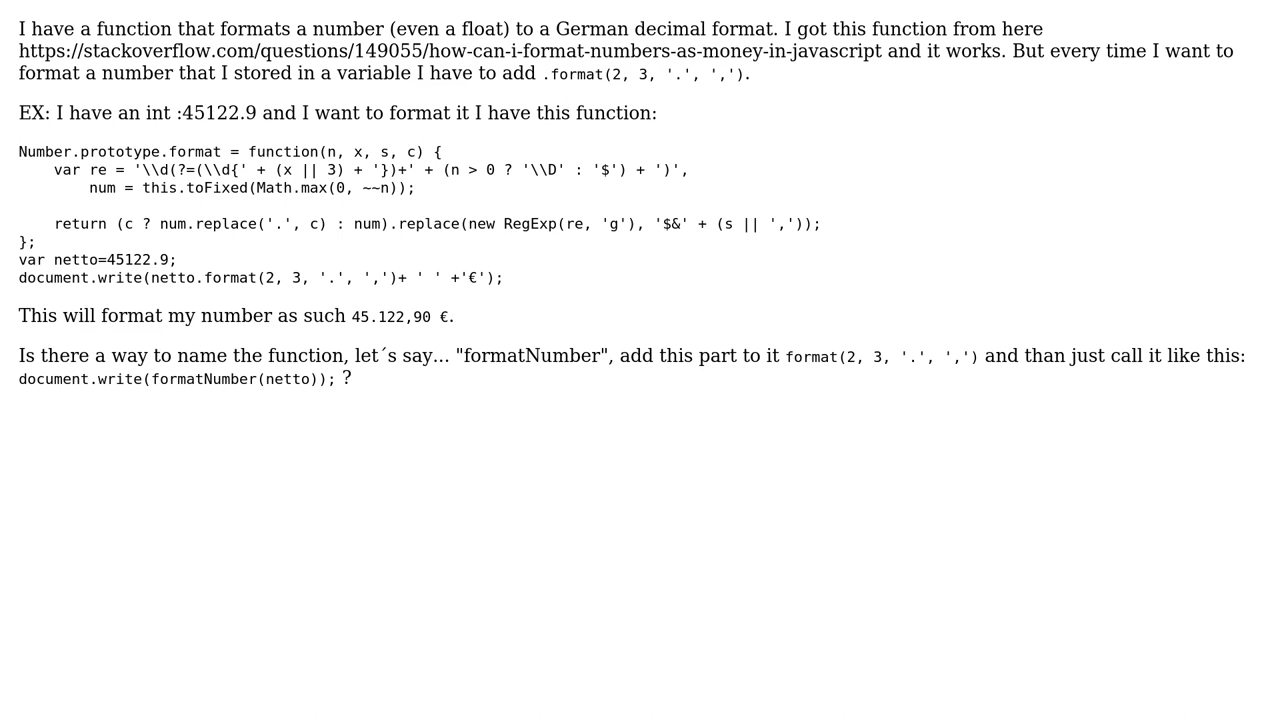 I have a function that formats a number (even a float) to a German decimal format. I got this function from here
https://stackoverflow.com/questions/149055/how-can-i-format-numbers-as-money-in-javascript and it works. But every time I want to
format a number that I stored in a variable I have to add .format(2, 3, '.', ',').
EX: I have an int :45122.9 and I want to format it I have this function:
Number.prototype.format = function(n, x, s, c) {
    var re = '\\d(?=(\\d{' + (x || 3) + '})+' + (n > 0 ? '\\D' : '$') + ')',
        num = this.toFixed(Math.max(0, ~~n));
    return (c ? num.replace('.', c) : num).replace(new RegExp(re, 'g'), '$&' + (s || ','));
};
var netto=45122.9;
document.write(netto.format(2, 3, '.', ',')+ ' ' +'€');
This will format my number as such 45.122,90 €.
Is there a way to name the function, let´s say... "formatNumber", add this part to it format(2, 3, '.', ',') and than just call it like this:
document.write(formatNumber(netto)); ?